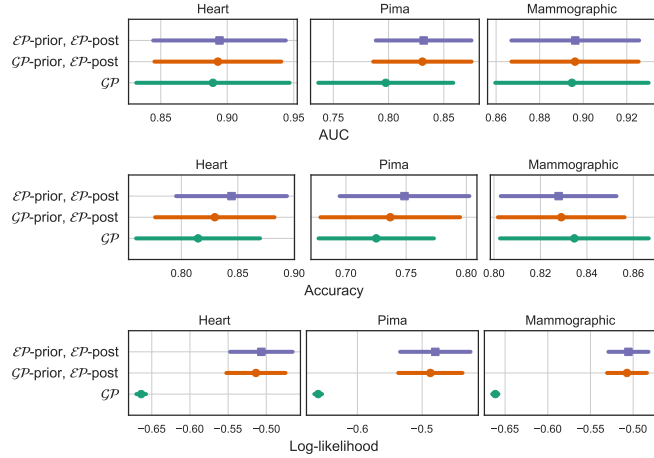 Heart Pima Mammographic
ℰ𝒫-prior, ℰ𝒫-post
𝒢𝒫-prior, ℰ𝒫-post
𝒢𝒫
0.85 0.90 0.95 0.75 0.80 0.85 0.86 0.88 0.90 0.92
AUC
Heart Pima Mammographic
ℰ𝒫-prior, ℰ𝒫-post
𝒢𝒫-prior, ℰ𝒫-post
𝒢𝒫
0.80 0.85 0.90 0.70 0.75 0.80 0.80 0.82 0.84 0.86
Accuracy
Heart Pima Mammographic
ℰ𝒫-prior, ℰ𝒫-post
𝒢𝒫-prior, ℰ𝒫-post
𝒢𝒫
−0.65 −0.60 −0.55 −0.50 −0.6 −0.5 −0.65 −0.60 −0.55 −0.50
Log-likelihood